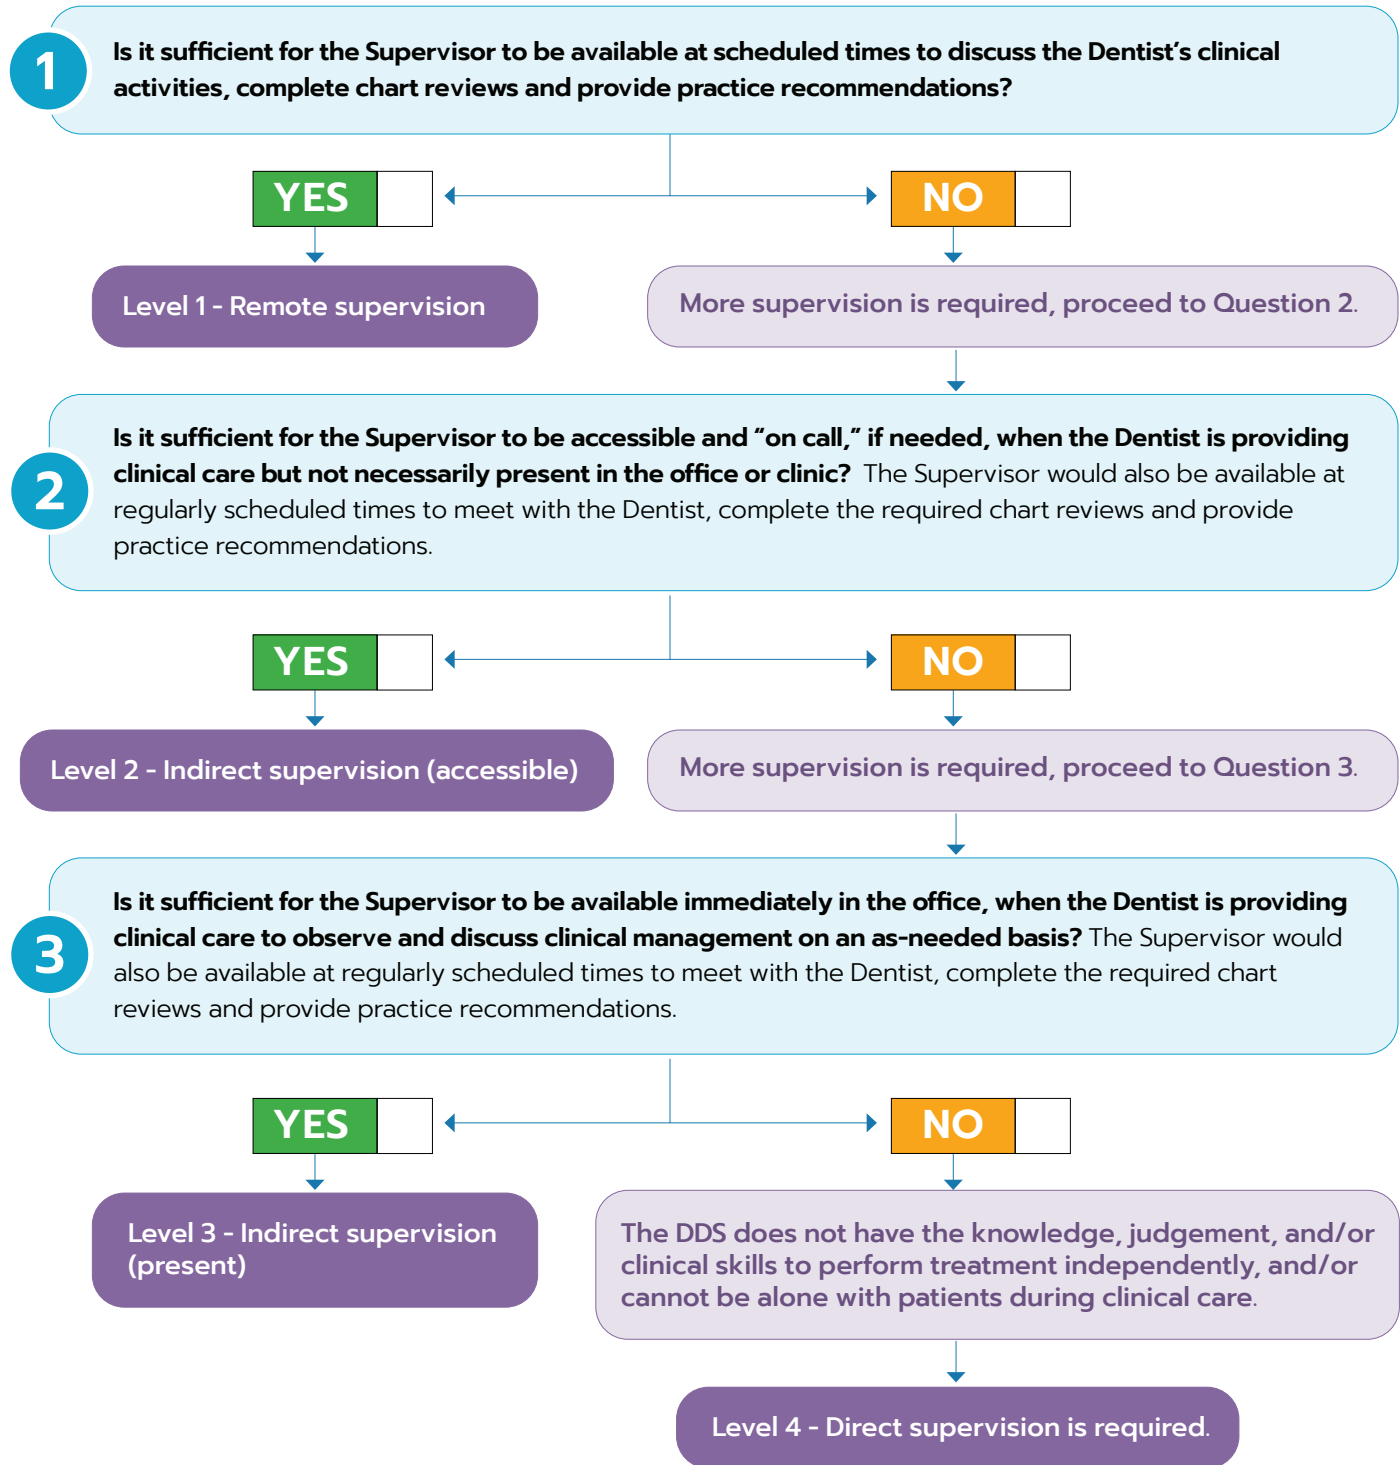 1
Is it sufficient for the Supervisor to be available at scheduled times to discuss the Dentist’s clinical
activities, complete chart reviews and provide practice recommendations?
YES
NO
Level 1 - Remote supervision
More supervision is required, proceed to Question 2.
2
Is it sufficient for the Supervisor to be accessible and “on call,” if needed, when the Dentist is providing
clinical care but not necessarily present in the office or clinic? The Supervisor would also be available at
regularly scheduled times to meet with the Dentist, complete the required chart reviews and provide
practice recommendations.
YES
NO
Level 2 - Indirect supervision (accessible)
More supervision is required, proceed to Question 3.
3
Is it sufficient for the Supervisor to be available immediately in the office, when the Dentist is providing
clinical care to observe and discuss clinical management on an as-needed basis? The Supervisor would
also be available at regularly scheduled times to meet with the Dentist, complete the required chart
reviews and provide practice recommendations.
YES
NO
Level 3 - Indirect supervision
(present)
The DDS does not have the knowledge, judgement, and/or
clinical skills to perform treatment independently, and/or
cannot be alone with patients during clinical care.
Level 4 - Direct supervision is required.